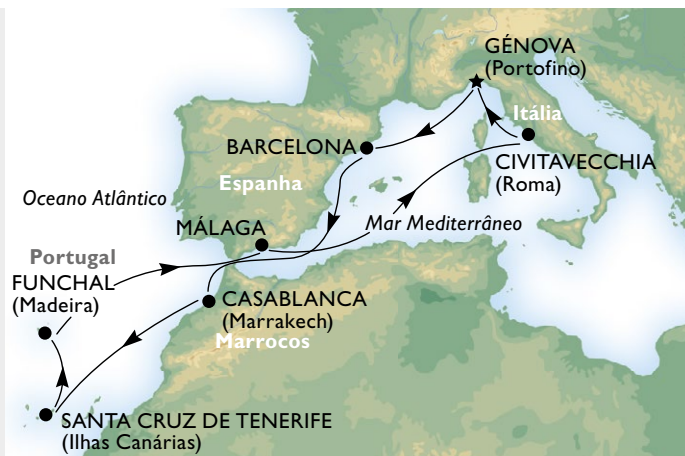 GÉNOVA
(Portofino)
Itália
BARCELONA
CIVITAVECCHIA
(Roma)
Espanha
Oceano Atlântico
Mar Mediterrâneo
MÁLAGA
Portugal
FUNCHAL
(Madeira)
CASABLANCA
(Marrakech)
Marrocos
SANTA CRUZ DE TENERIFE
(Ilhas Canárias)